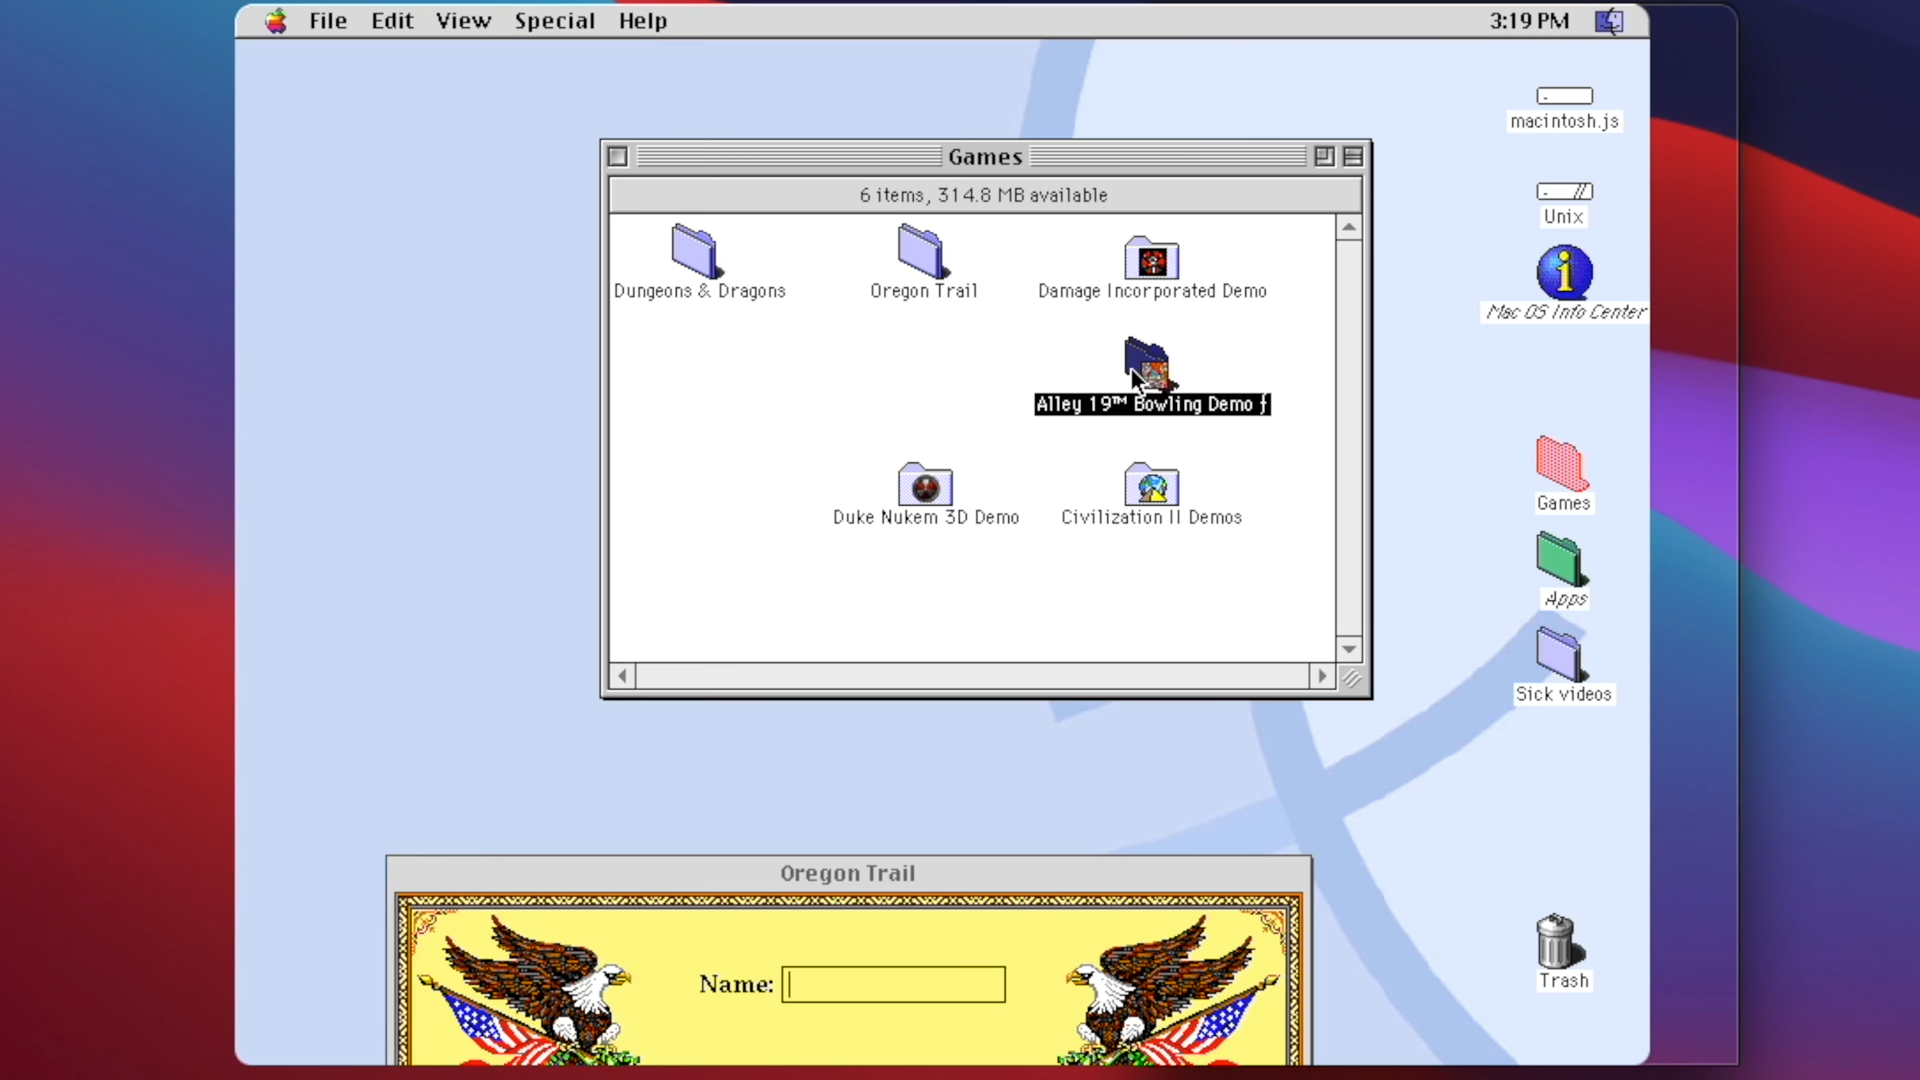 File Edit View Special Help 3:19 PM
macintosh.js
Unix
Mac OS Info Center
Games
Apps
Sick videos
Trash
Games
6 items, 314.8 MB available
Dungeons & Dragons Oregon Trail Damage Incorporated Demo
Alley 19™ Bowling Demo ƒ
Duke Nukem 3D Demo Civilization II Demos
Oregon Trail
Name: